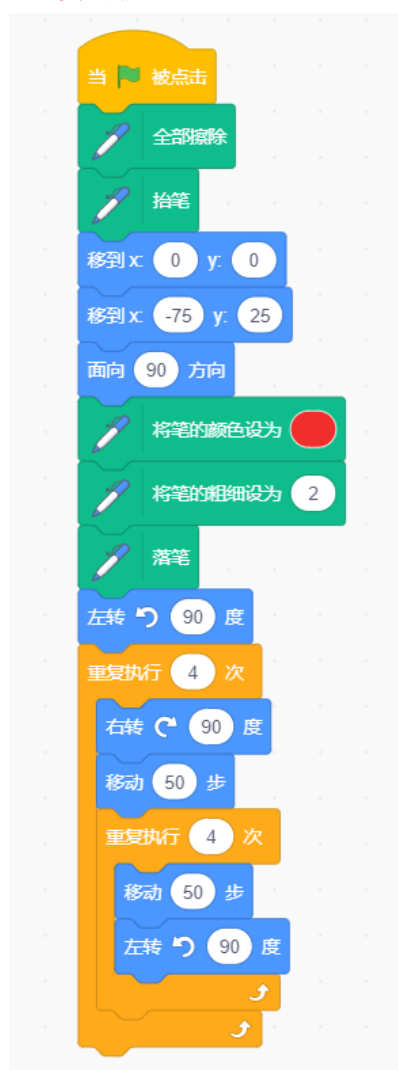 当 被点击
全部擦除
抬笔
移到 x: 0 y: 0
移到 x: -75 y: 25
面向 90 方向
将笔的颜色设为
将笔的粗细设为 2
落笔
左转 90 度
重复执行 4 次
右转 90 度
移动 50 步
重复执行 4 次
移动 50 步
左转 90 度